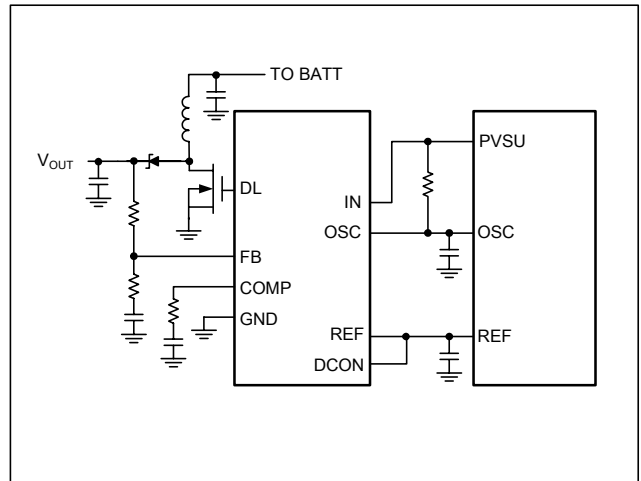 TO BATT
V_OUT
PVSU
DL
IN
OSC
OSC
FB
COMP
GND
REF
REF
DCON